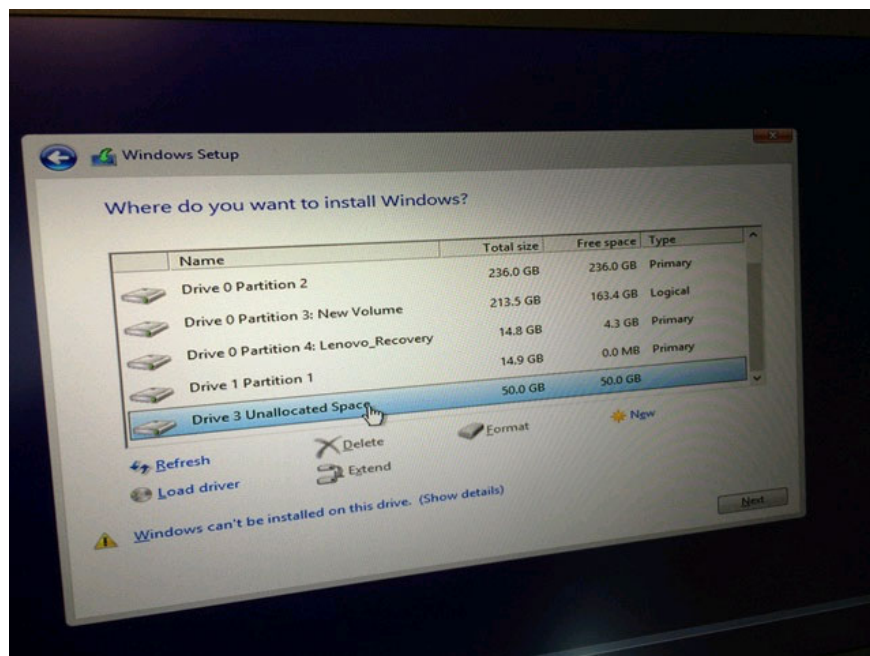 Windows Setup
Where do you want to install Windows?
Name Total size Free space Type
Drive 0 Partition 2 236.0 GB 236.0 GB Primary
Drive 0 Partition 3: New Volume 213.5 GB 163.4 GB Logical
Drive 0 Partition 4: Lenovo_Recovery 14.8 GB 4.3 GB Primary
Drive 1 Partition 1 14.9 GB 0.0 MB Primary
Drive 3 Unallocated Space 50.0 GB 50.0 GB
Refresh Delete Format New
Load driver Extend
Windows can't be installed on this drive. (Show details)
Next